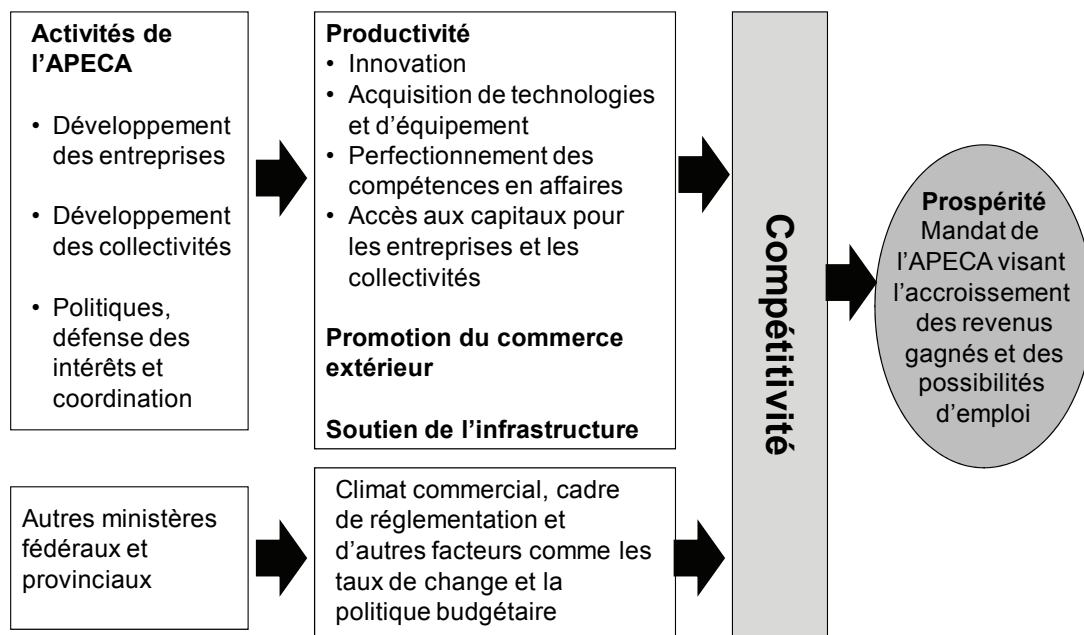 Activités de
l'APECA
• Développement
des entreprises
• Développement
des collectivités
• Politiques,
défense des
intérêts et
coordination
Productivité
• Innovation
• Acquisition de technologies
et d'équipement
• Perfectionnement des
compétences en affaires
• Accès aux capitaux pour
les entreprises et les
collectivités
Promotion du commerce
extérieur
Soutien de l'infrastructure
Autres ministères
fédéraux et
provinciaux
Climat commercial, cadre
de réglementation et
d'autres facteurs comme les
taux de change et la
politique budgétaire
Compétitivité
Prospérité
Mandat de
l'APECA visant
l'accroissement
des revenus
gagnés et des
possibilités
d'emploi